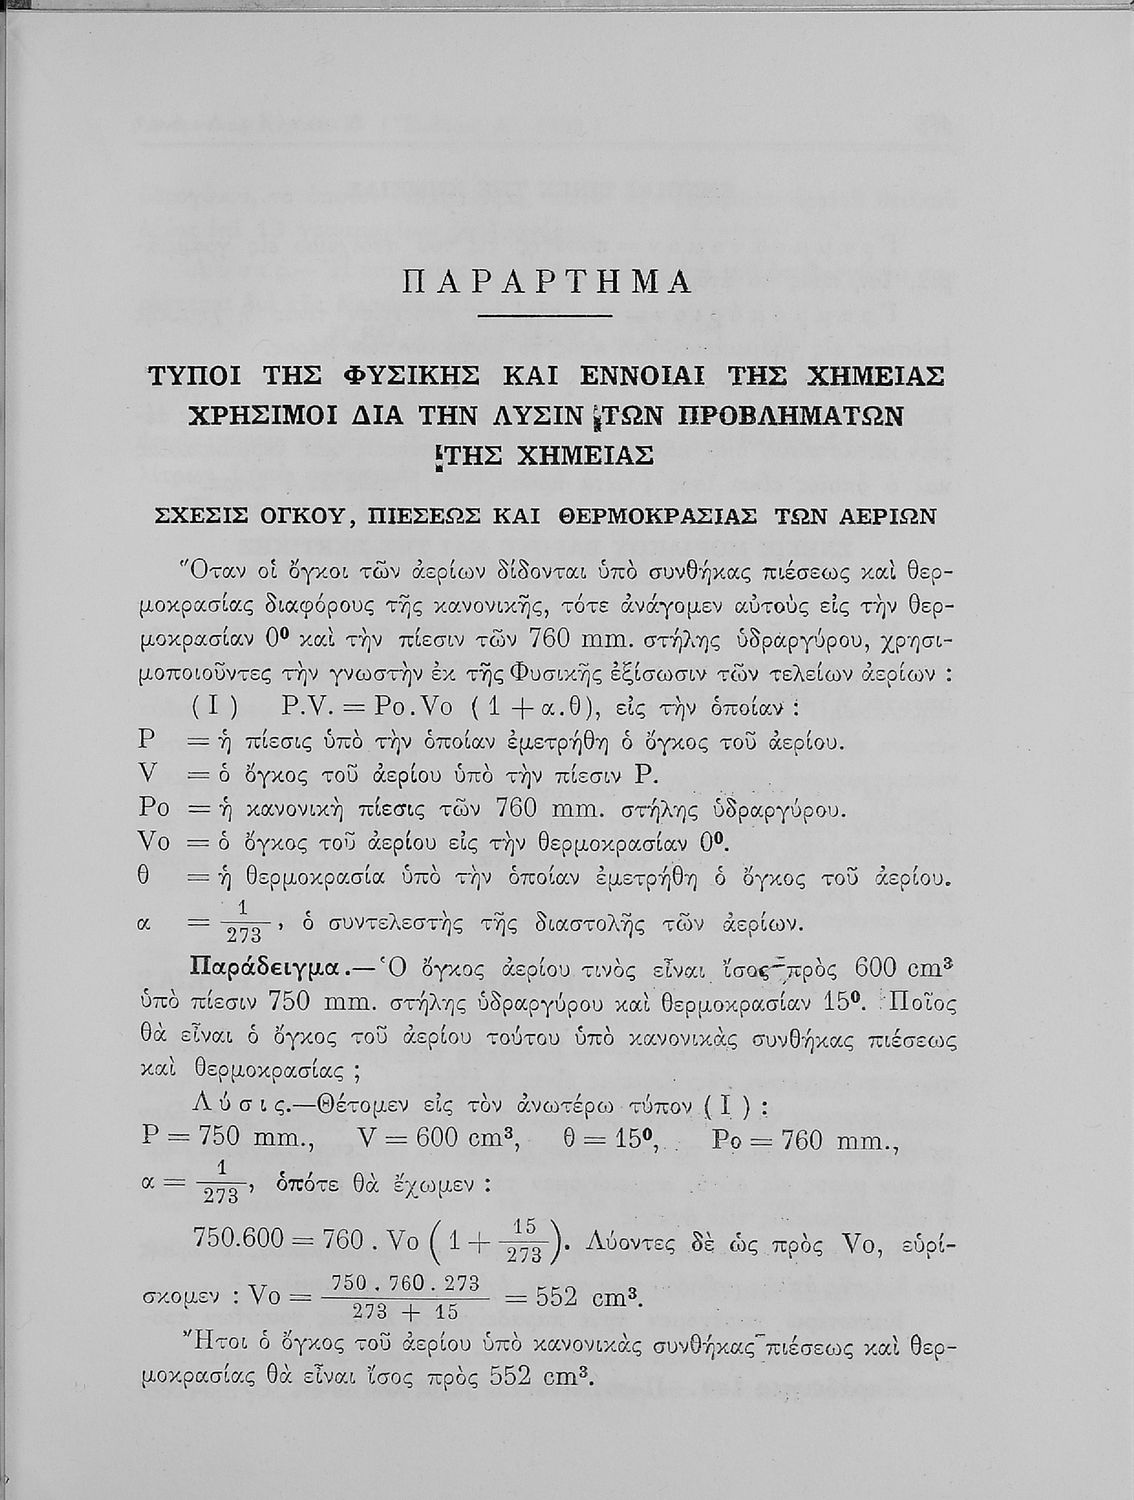 ΠΑΡΑΡΤΗΜΑ
ΤΥΠΟΙ ΤΗΣ ΦΥΣΙΚΗΣ ΚΑΙ ΕΝΝΟΙΑΙ ΤΗΣ ΧΗΜΕΙΑΣ
ΧΡΗΣΙΜΟΙ ΔΙΑ ΤΗΝ ΛΥΣΙΝ ΤΩΝ ΠΡΟΒΛΗΜΑΤΩΝ
ΤΗΣ ΧΗΜΕΙΑΣ
ΣΧΕΣΙΣ ΟΓΚΟΥ, ΠΙΕΣΕΩΣ ΚΑΙ ΘΕΡΜΟΚΡΑΣΙΑΣ ΤΩΝ ΑΕΡΙΩΝ
Ὅταν οἱ ὄγκοι τῶν ἀερίων δίδονται ὑπὸ συνθήκας πιέσεως καὶ θερ-
μοκρασίας διαφόρους τῆς κανονικῆς, τότε ἀνάγομεν αὐτοὺς εἰς τὴν θερ-
μοκρασίαν 0⁰ καὶ τὴν πίεσιν τῶν 760 mm. στήλης ὑδραργύρου, χρησι-
μοποιοῦντες τὴν γνωστὴν ἐκ τῆς Φυσικῆς ἐξίσωσιν τῶν τελείων ἀερίων :
( I ) P.V. = Po.Vo ( 1 + α.θ), εἰς τὴν ὁποίαν :
P = ἡ πίεσις ὑπὸ τὴν ὁποίαν ἐμετρήθη ὁ ὄγκος τοῦ ἀερίου.
V = ὁ ὄγκος τοῦ ἀερίου ὑπὸ τὴν πίεσιν P.
Po = ἡ κανονικὴ πίεσις τῶν 760 mm. στήλης ὑδραργύρου.
Vo = ὁ ὄγκος τοῦ ἀερίου εἰς τὴν θερμοκρασίαν 0⁰.
θ = ἡ θερμοκρασία ὑπὸ τὴν ὁποίαν ἐμετρήθη ὁ ὄγκος τοῦ ἀερίου.
α = 1/273 , ὁ συντελεστὴς τῆς διαστολῆς τῶν ἀερίων.
Παράδειγμα.—Ὁ ὄγκος ἀερίου τινὸς εἶναι ἴσος πρὸς 600 cm³
ὑπὸ πίεσιν 750 mm. στήλης ὑδραργύρου καὶ θερμοκρασίαν 15⁰. Ποῖος
θὰ εἶναι ὁ ὄγκος τοῦ ἀερίου τούτου ὑπὸ κανονικὰς συνθήκας πιέσεως
καὶ θερμοκρασίας ;
Λύσις.—Θέτομεν εἰς τὸν ἀνωτέρω τύπον ( I ) :
P = 750 mm., V = 600 cm³, θ = 15⁰, Po = 760 mm.,
α = 1/273 , ὁπότε θὰ ἔχωμεν :
750.600 = 760 . Vo ( 1 + 15/273 ). Λύοντες δὲ ὡς πρὸς Vo, εὑρί-
σκομεν : Vo = 750 . 760 . 273 / 273 + 15 = 552 cm³.
Ἤτοι ὁ ὄγκος τοῦ ἀερίου ὑπὸ κανονικὰς συνθήκας πιέσεως καὶ θερ-
μοκρασίας θὰ εἶναι ἴσος πρὸς 552 cm³.